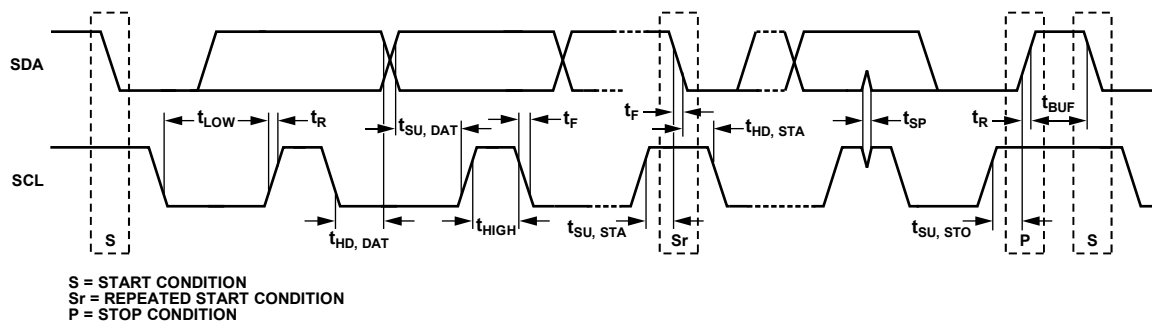 SDA
tLOW
tR
tSU, DAT
tF
tF
tHD, STA
tSP
tR
tBUF
SCL
S
tHD, DAT
tHIGH
tSU, STA
Sr
tSU, STO
P
S
S = START CONDITION
Sr = REPEATED START CONDITION
P = STOP CONDITION